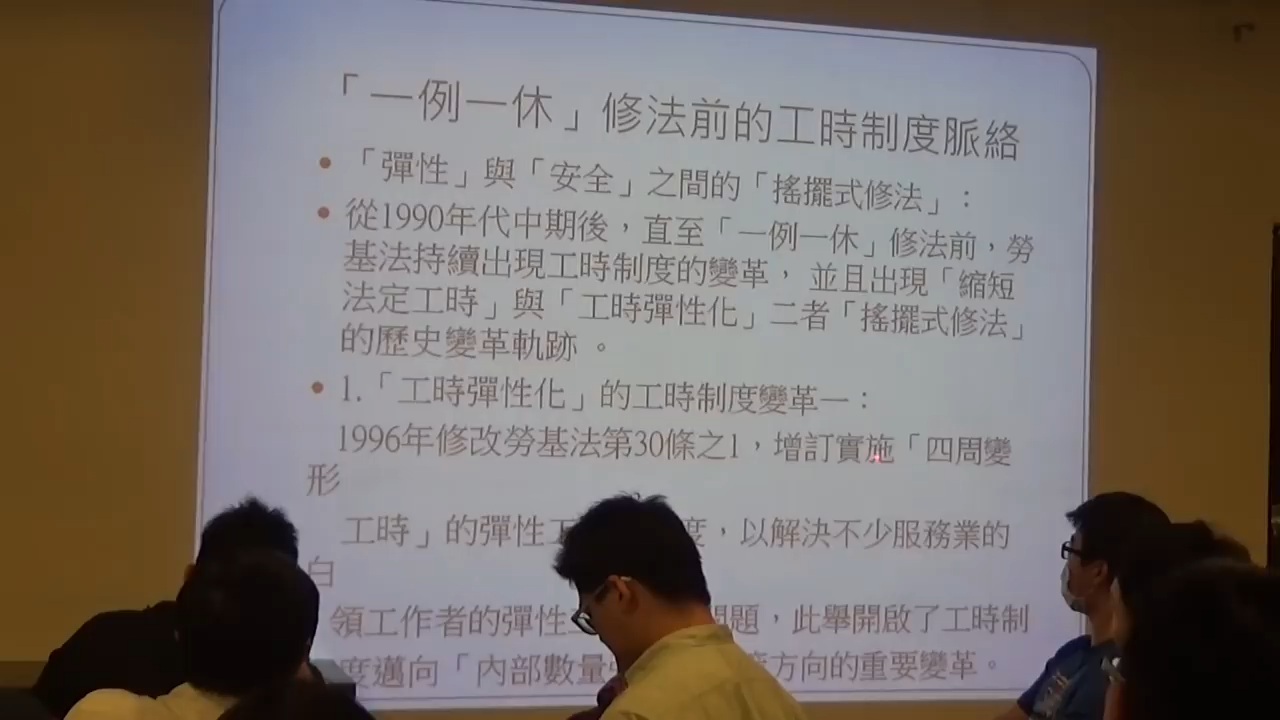 「一例一休」修法前的工時制度脈絡
• 「彈性」與「安全」之間的「搖擺式修法」：
• 從1990年代中期後，直至「一例一休」修法前，勞
基法持續出現工時制度的變革， 並且出現「縮短
法定工時」與「工時彈性化」二者「搖擺式修法」
的歷史變革軌跡 。
• 1.「工時彈性化」的工時制度變革一：
1996年修改勞基法第30條之1，增訂實施「四周變
形
工時」的彈性 度，以解決不少服務業的
白
領工作者的彈性 問題，此舉開啟了工時制
度邁向「內部數量 方向的重要變革。